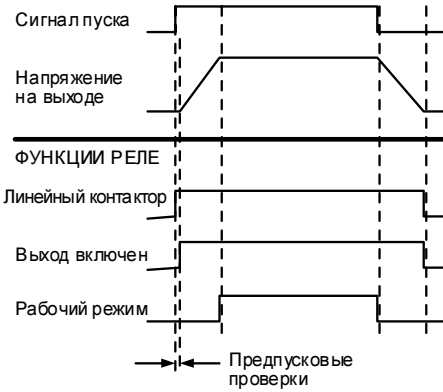 Сигнал пуска
Напряжение
на выходе
ФУНКЦИИ РЕЛЕ
Линейный контактор
Выход включен
Рабочий режим
Предпусковые
проверки